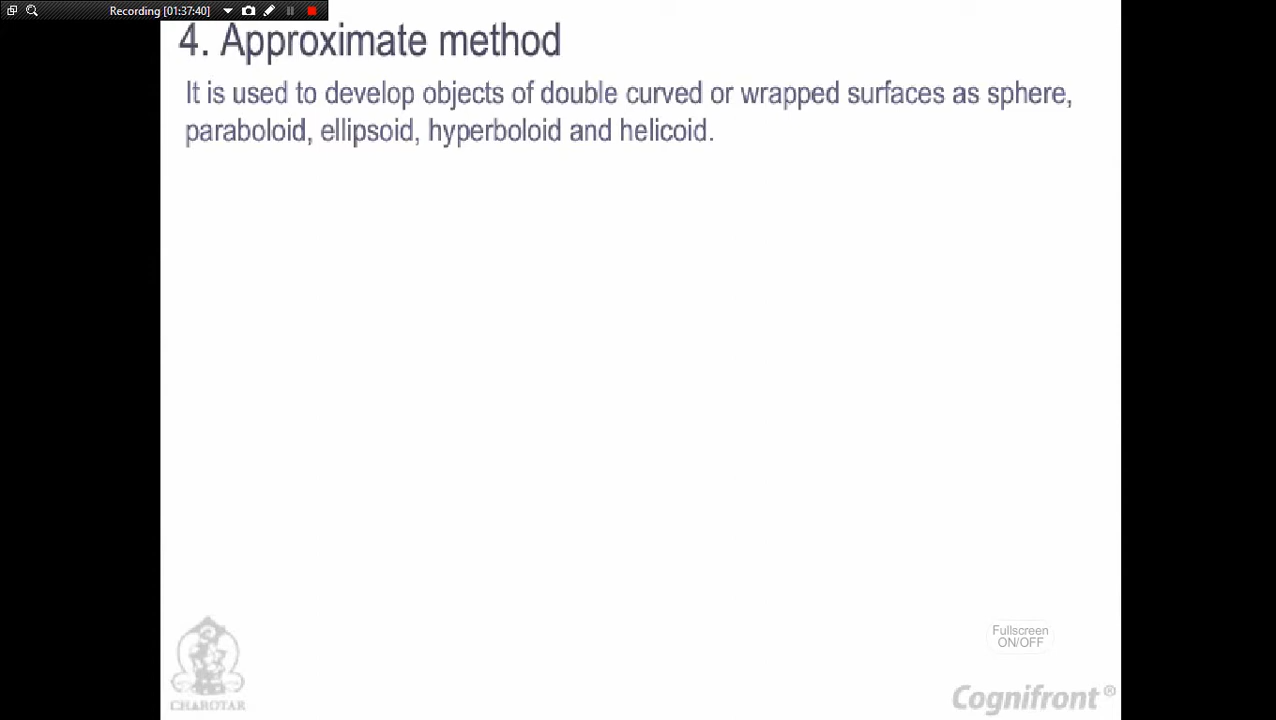 Recording [01:37:40]
4. Approximate method
It is used to develop objects of double curved or wrapped surfaces as sphere,
paraboloid, ellipsoid, hyperboloid and helicoid.
Fullscreen
ON/OFF
CHAROTAR
Cognifront ®